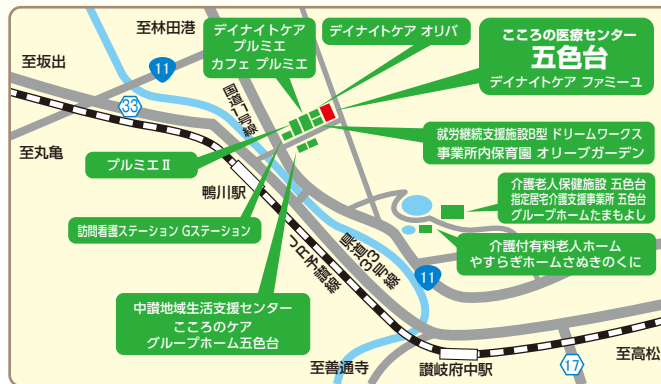 至林田港
デイナイトケア
プルミエ
カフェ プルミエ
デイナイトケア オリバ
こころの医療センター
五色台
デイナイトケア ファミーユ
至坂出
11
33
国道11号線
至丸亀
プルミエⅡ
鴨川駅
就労継続支援施設B型 ドリームワークス
事業所内保育園 オリーブガーデン
介護老人保健施設 五色台
指定居宅介護支援事業所 五色台
グループホームたまもよし
訪問看護ステーション Gステーション
介護付有料老人ホーム
やすらぎホームさぬきのくに
JR予讃線
県道33号線
11
中讃地域生活支援センター
こころのケア
グループホーム五色台
至善通寺
讃岐府中駅
17
至高松